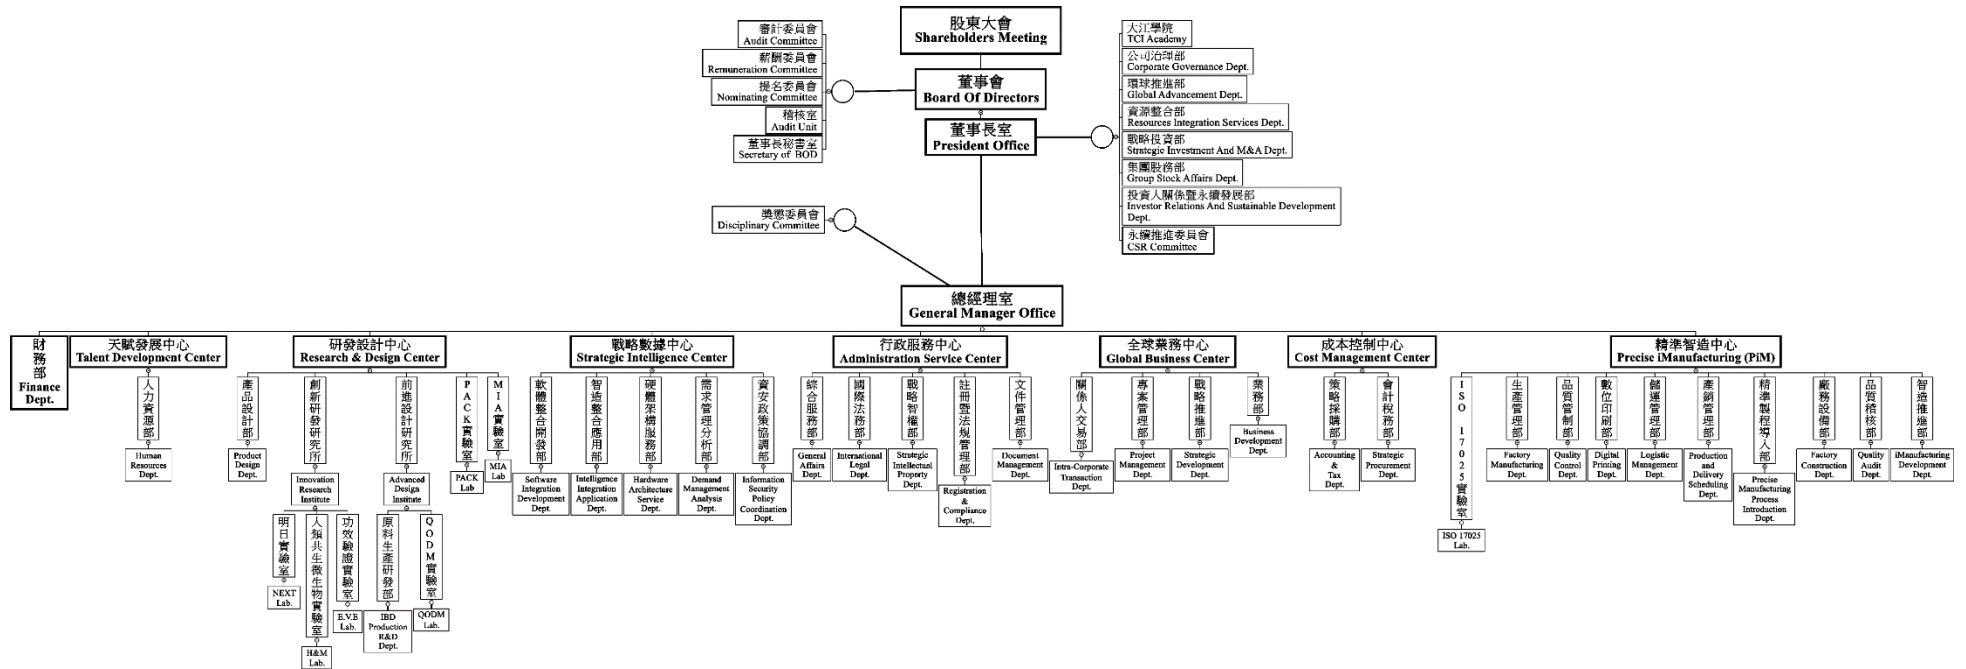 股東大會
Shareholders Meeting
審計委員會
Audit Committee
薪酬委員會
Remuneration Committee
提名委員會
Nominating Committee
稽核室
Audit Unit
董事長秘書室
Secretary of BOD
董事會
Board Of Directors
董事長室
President Office
大江學院
TCI Academy
公司治理部
Corporate Governance Dept.
環球推進部
Global Advancement Dept.
資源整合部
Resources Integration Services Dept.
戰略投資部
Strategic Investment And M&A Dept.
集團股務部
Group Stock Affairs Dept.
投資人關係暨永續發展部
Investor Relations And Sustainable Development
Dept.
永續推進委員會
CSR Committee
獎懲委員會
Disciplinary Committee
總經理室
General Manager Office
財務部
Finance
Dept.
天賦發展中心
Talent Development Center
人力資源部
Human
Resources
Dept.
研發設計中心
Research & Design Center
產品設計部
Product
Design
Dept.
創新研發研究所
Innovation
Research
Institute
明日實驗室
NEXT
Lab.
人類共生微生物實驗室
H&M
Lab.
功效驗證實驗室
E.V.E
Lab.
前進設計研究所
Advanced
Design
Institute
原料生產研發部
IBD
Production
R&D
Dept.
QODM實驗室
QODM
Lab.
PACK實驗室
PACK
Lab
MIA實驗室
MIA
Lab
戰略數據中心
Strategic Intelligence Center
軟體整合開發部
Software
Integration
Development
Dept.
智造整合應用部
Intelligence
Integration
Application
Dept.
硬體架構服務部
Hardware
Architecture
Service
需求管理分析部
Demand
Management
Analysis
Dept.
資安政策協調部
Information
Security
Policy
Coordination
Dept.
行政服務中心
Administration Service Center
綜合服務部
General
Affairs
Dept.
國際法務部
International
Legal
Dept.
戰略智權部
Strategic
Intellectual
Property
Dept.
註冊暨法規管理部
Registration
&
Compliance
Dept.
文件管理部
Document
Management
Dept.
全球業務中心
Global Business Center
關係人交易部
Intra-Corporate
Transaction
Dept.
專案管理部
Project
Management
Dept.
戰略推進部
Strategic
Development
Dept.
業務部
Business
Development
Dept.
成本控制中心
Cost Management Center
策略採購部
Accounting
&
Tax
Dept.
會計稅務部
Strategic
Procurement
Dept.
精準智造中心
Precise iManufacturing (PiM)
ISO 17025實驗室
ISO 17025
Lab.
生產管理部
Factory
Manufacturing
Dept.
品質管制部
Quality
Control
Dept.
數位印刷部
Digital
Printing
Dept.
儲運管理部
Logistic
Management
Dept.
產銷管理部
Production
and
Delivery
Scheduling
Dept.
精準製程導入部
Precise
Manufacturing
Process
Introduction
Dept.
廠務設備部
Factory
Construction
Dept.
品質稽核部
Quality
Audit
Dept.
智造推進部
iManufacturing
Development
Dept.